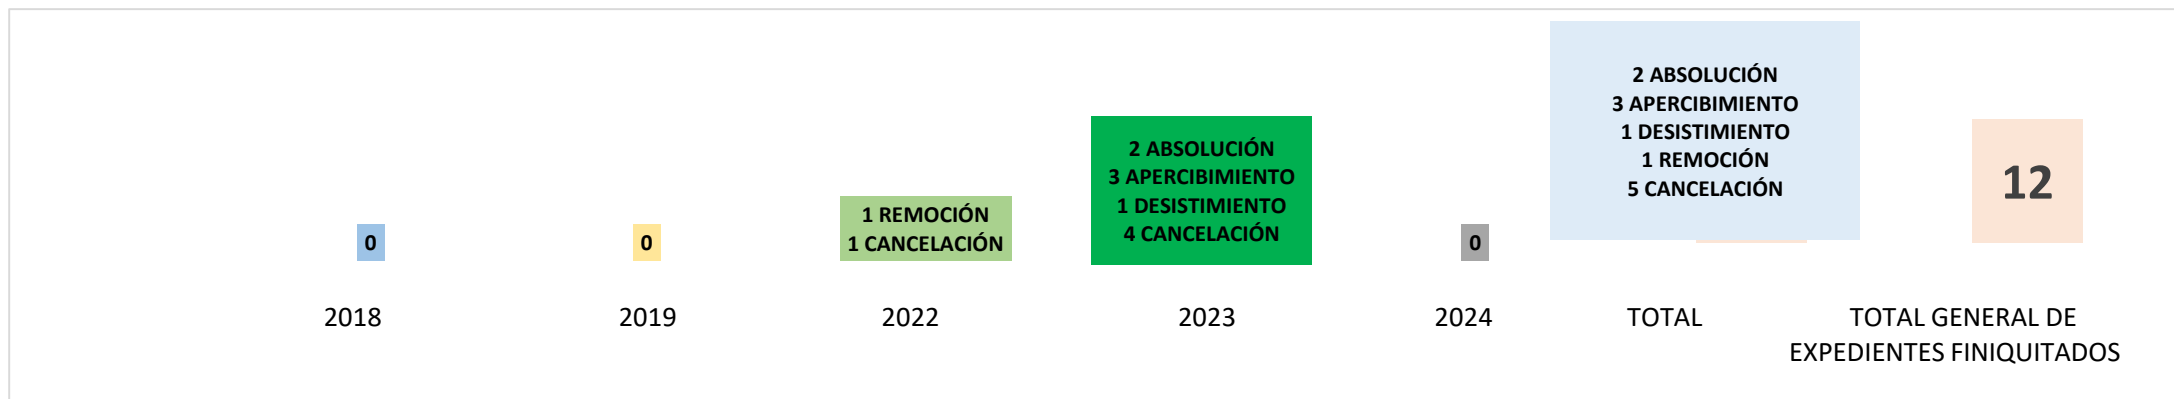 2 ABSOLUCIÓN
3 APERCIBIMIENTO
1 DESISTIMIENTO
1 REMOCIÓN
5 CANCELACIÓN
12
2 ABSOLUCIÓN
3 APERCIBIMIENTO
1 DESISTIMIENTO
4 CANCELACIÓN
1 REMOCIÓN
1 CANCELACIÓN
0
0
0
2018
2019
2022
2023
2024
TOTAL
TOTAL GENERAL DE
EXPEDIENTES FINIQUITADOS